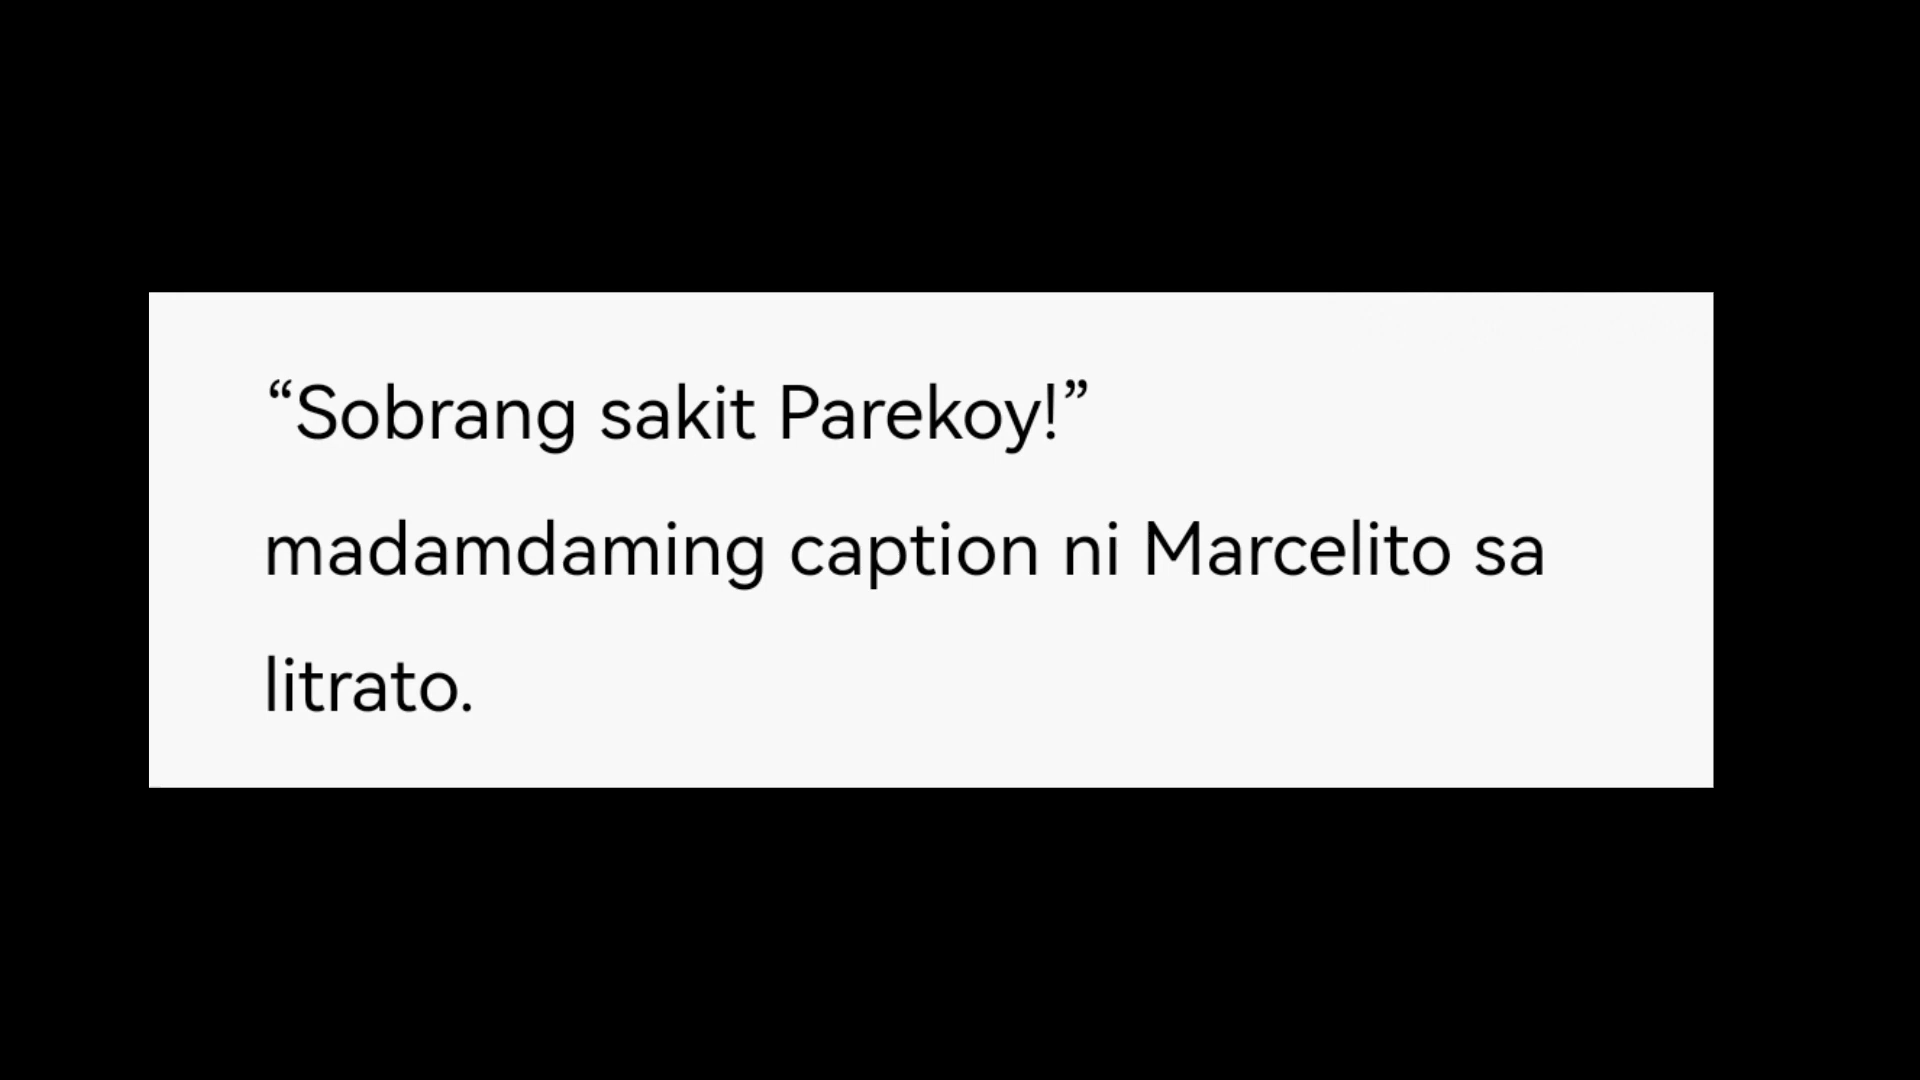 “Sobrang sakit Parekoy!”
madamdaming caption ni Marcelito sa
litrato.